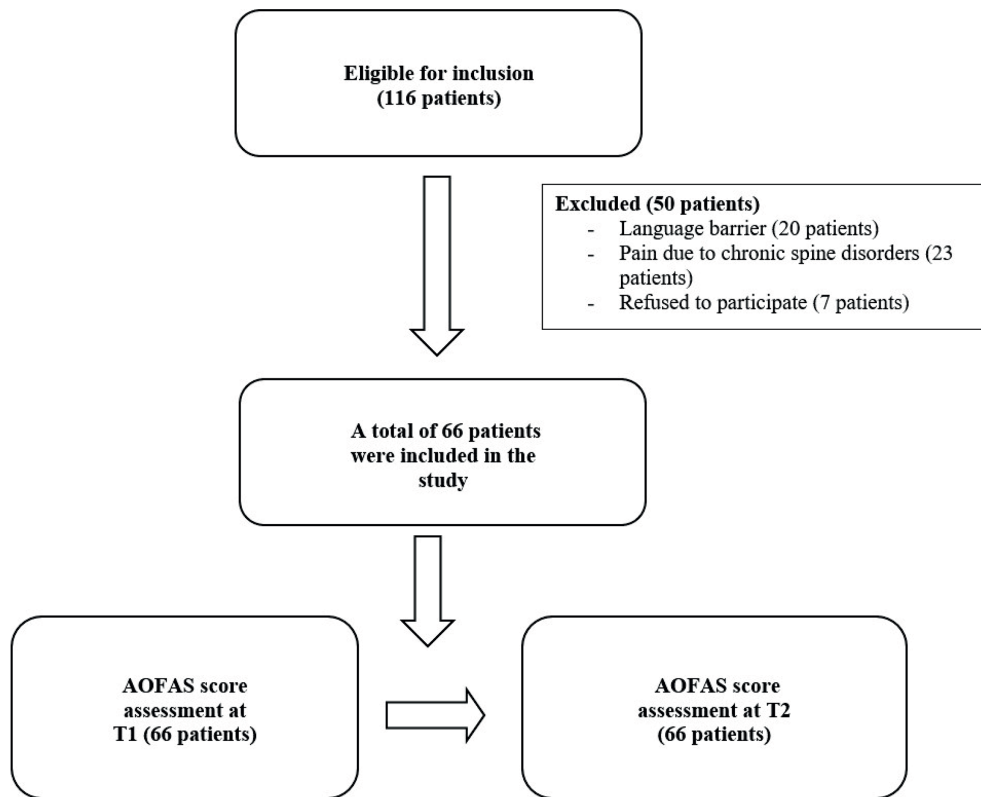 Eligible for inclusion
(116 patients)
Excluded (50 patients)
- Language barrier (20 patients)
- Pain due to chronic spine disorders (23
patients)
- Refused to participate (7 patients)
A total of 66 patients
were included in the
study
AOFAS score
assessment at
T1 (66 patients)
AOFAS score
assessment at T2
(66 patients)